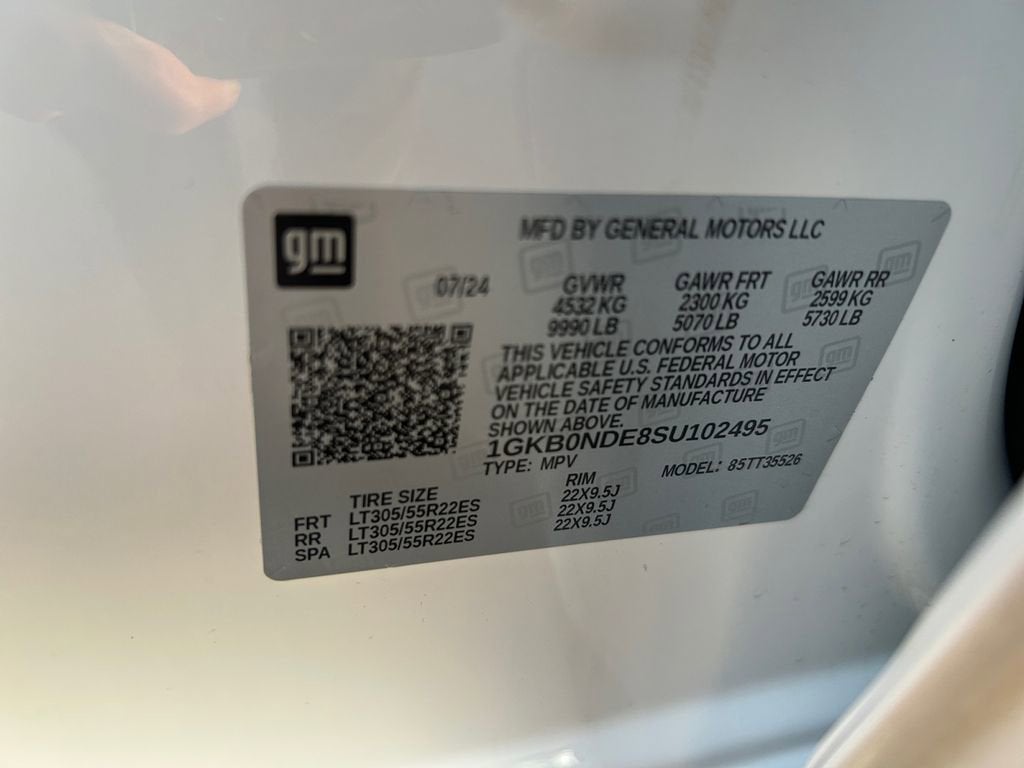 gm
MFD BY GENERAL MOTORS LLC
07/24 GVWR GAWR FRT GAWR RR
4532 KG 2300 KG 2599 KG
9990 LB 5070 LB 5730 LB
THIS VEHICLE CONFORMS TO ALL
APPLICABLE U.S. FEDERAL MOTOR
VEHICLE SAFETY STANDARDS IN EFFECT
ON THE DATE OF MANUFACTURE
SHOWN ABOVE.
1GKB0NDE8SU102495
TYPE: MPV MODEL: 85TT35526
TIRE SIZE RIM
FRT LT305/55R22ES 22X9.5J
RR LT305/55R22ES 22X9.5J
SPA LT305/55R22ES 22X9.5J